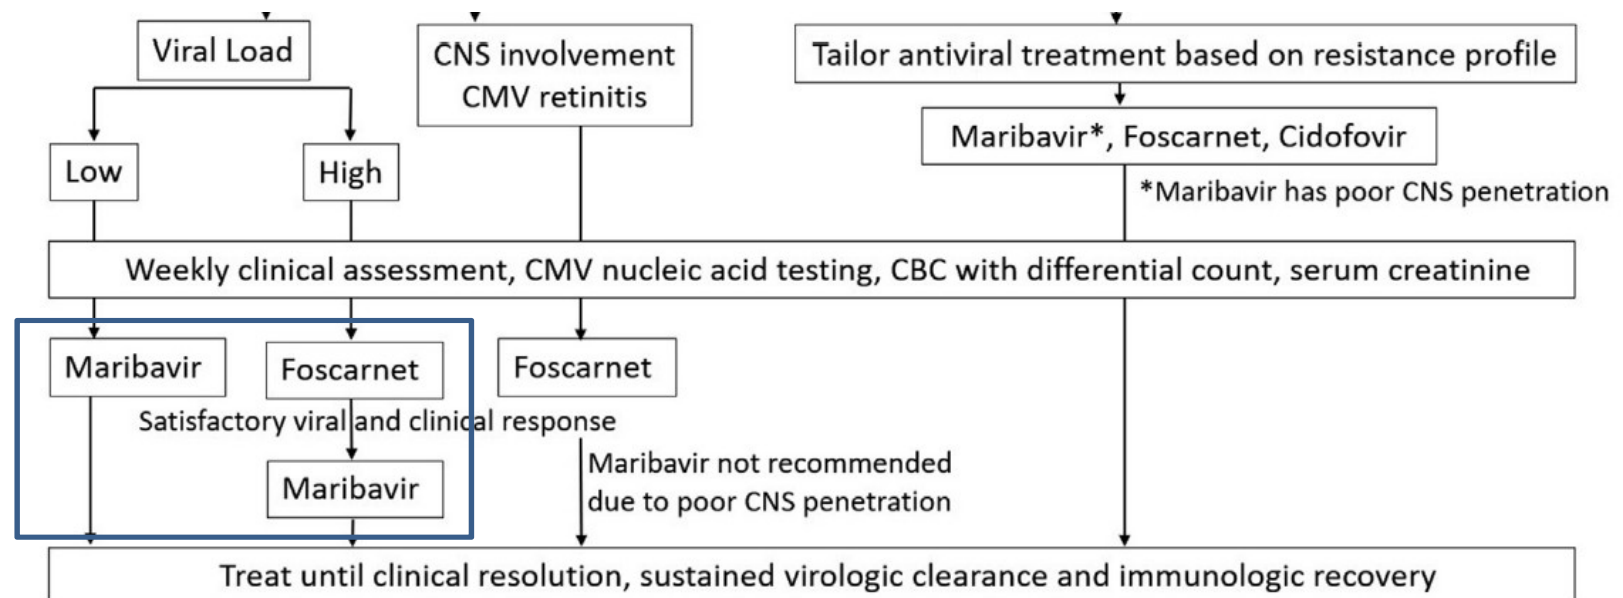 Viral Load
CNS involvement
CMV retinitis
Tailor antiviral treatment based on resistance profile
Low
High
Maribavir*, Foscarnet, Cidofovir
*Maribavir has poor CNS penetration
Weekly clinical assessment, CMV nucleic acid testing, CBC with differential count, serum creatinine
Maribavir
Foscarnet
Foscarnet
Satisfactory viral and clinical response
Maribavir
Maribavir not recommended
due to poor CNS penetration
Treat until clinical resolution, sustained virologic clearance and immunologic recovery